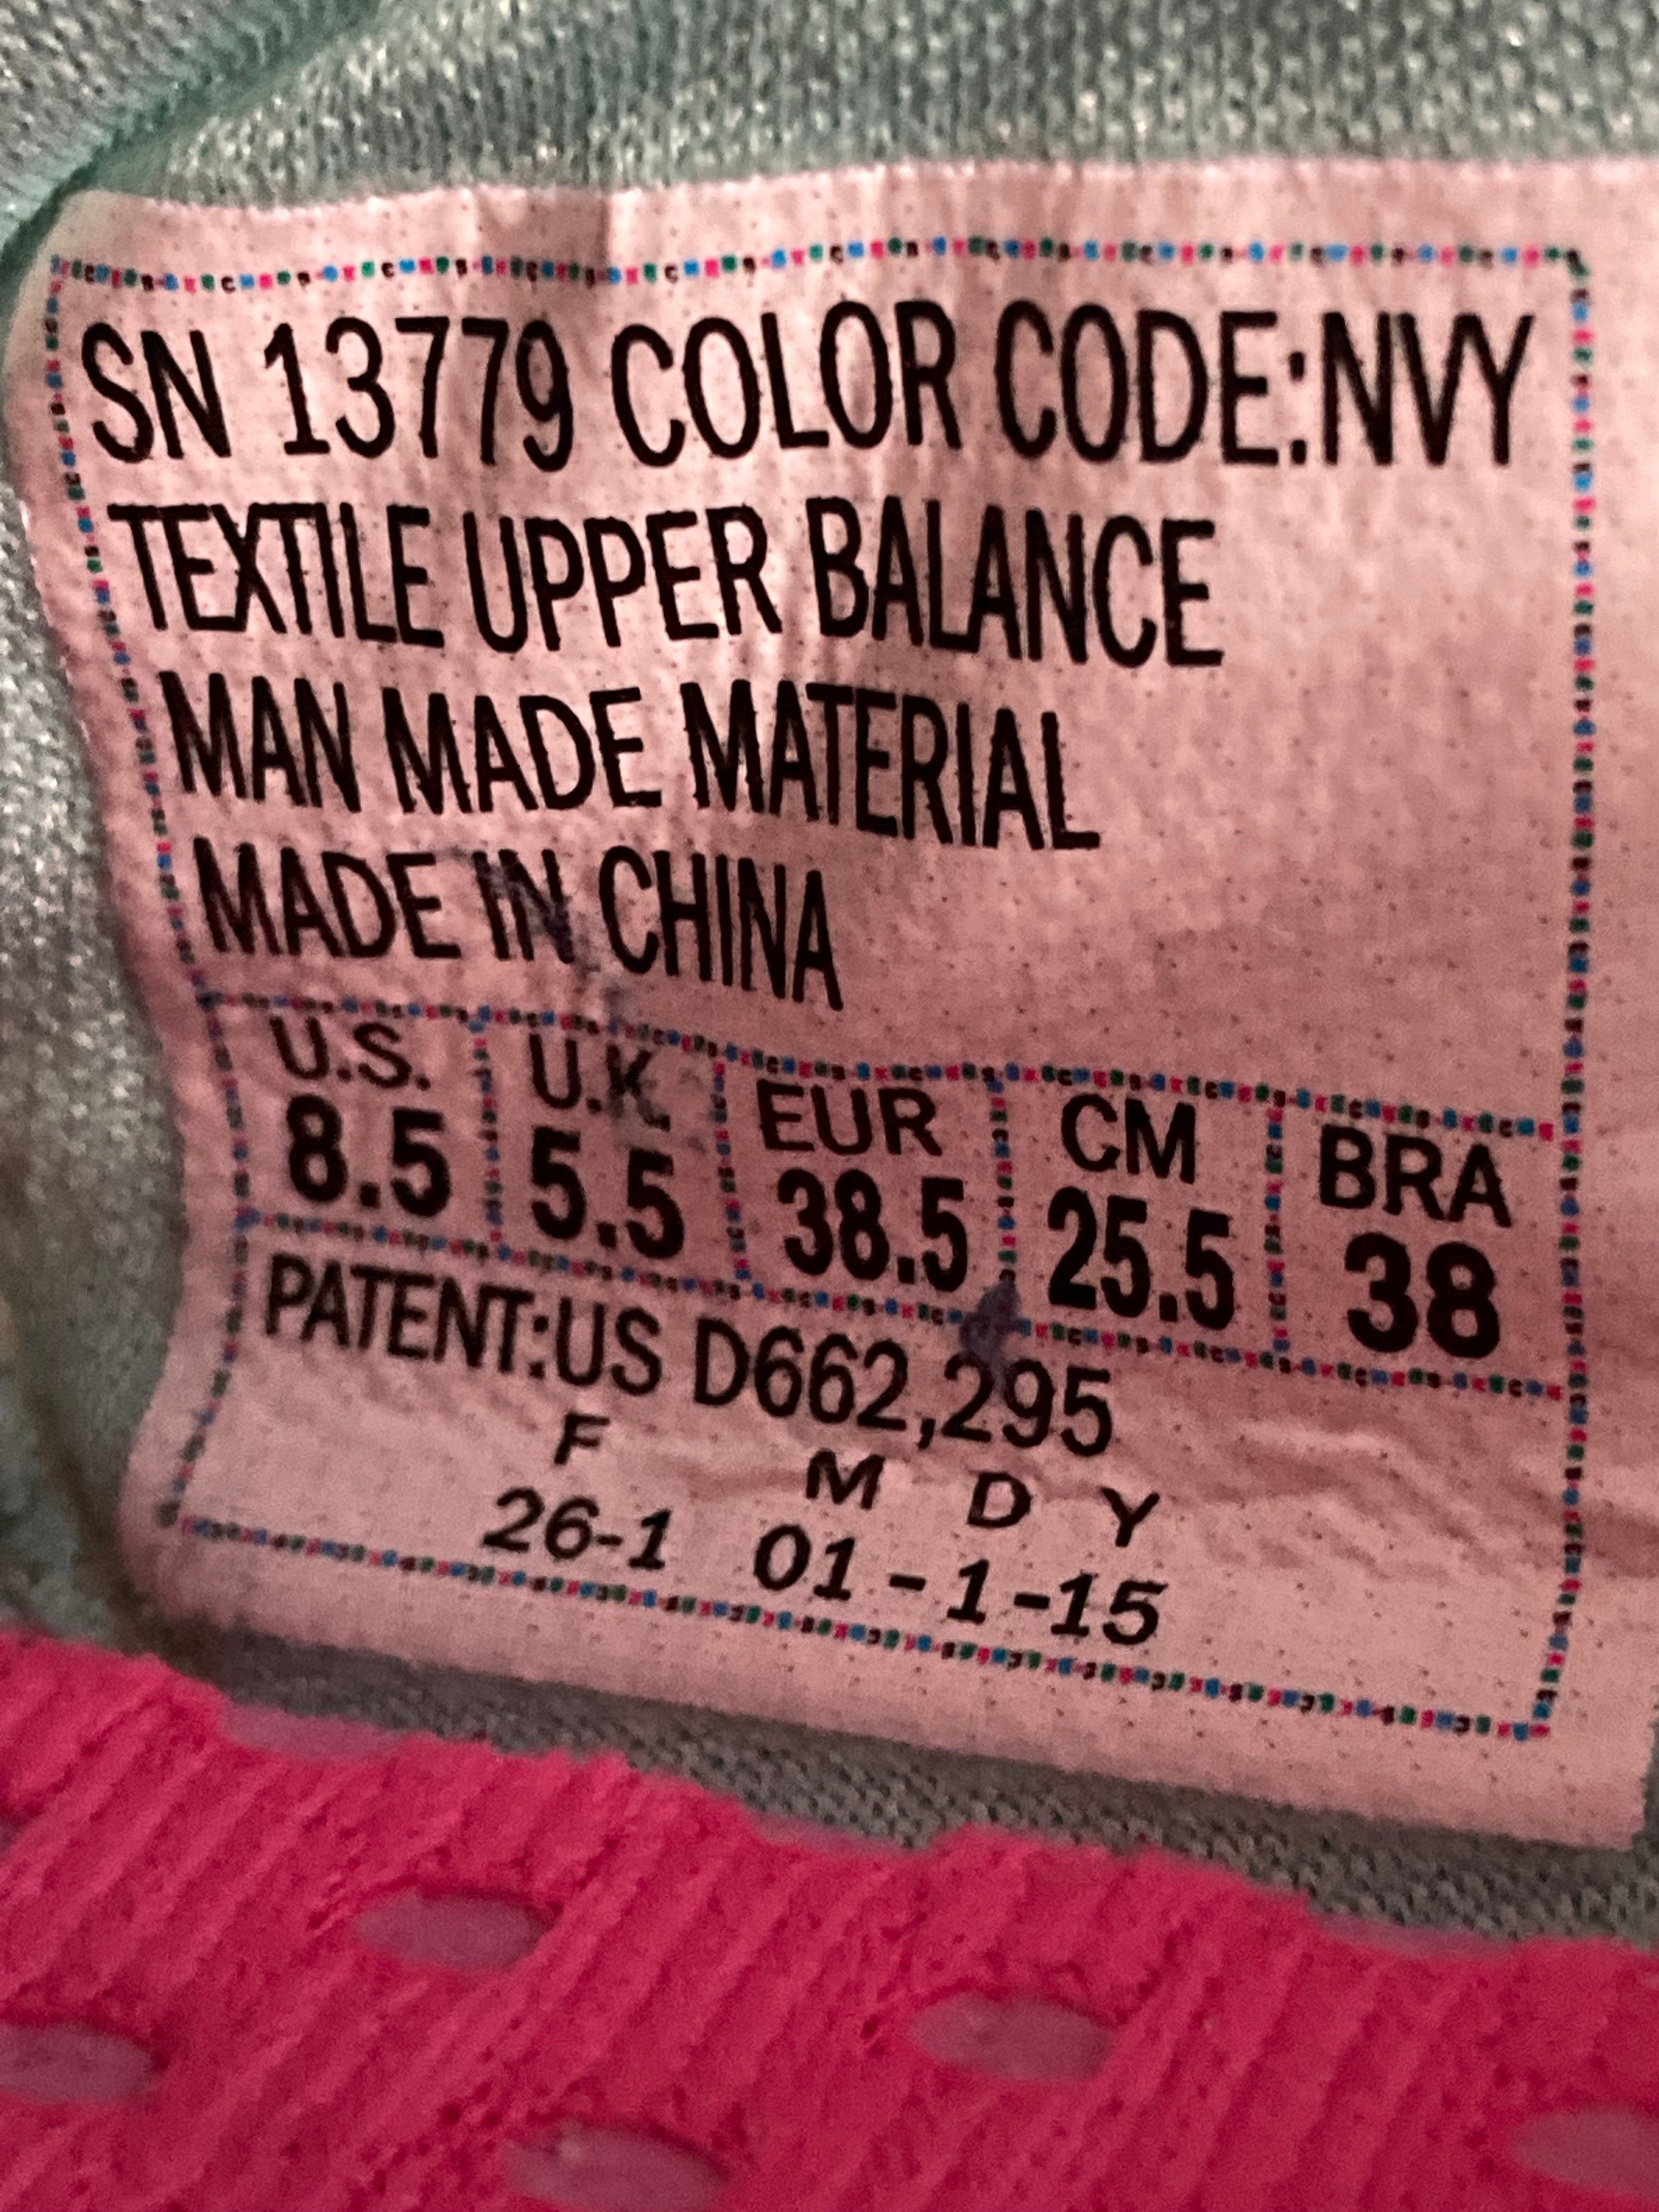 SN 13779 COLOR CODE:NVY
TEXTILE UPPER BALANCE
MAN MADE MATERIAL
MADE IN CHINA
U.S. U.K. EUR CM BRA
8.5 5.5 38.5 25.5 38
PATENT:US D662,295
F M D Y
26-1 01-1-15